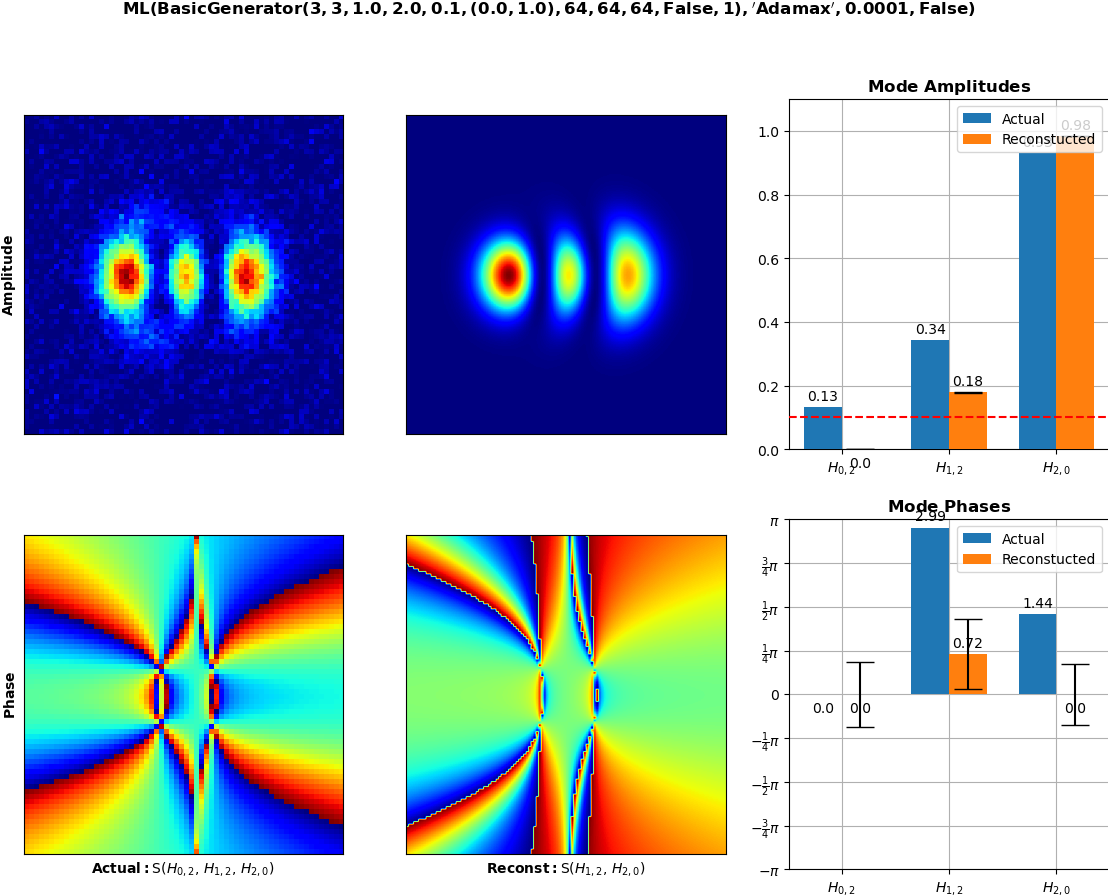 ML(BasicGenerator(3, 3, 1.0, 2.0, 0.1, (0.0, 1.0), 64, 64, 64, False, 1), 'Adamax', 0.0001, False)
Amplitude
Mode Amplitudes
Actual
Reconstucted
1.0
0.8
0.6
0.4
0.2
0.0
0.13
0.0
0.34
0.18
0.98
H0,2
H1,2
H2,0
Phase
Actual: S(H0,2, H1,2, H2,0)
Reconst: S(H1,2, H2,0)
Mode Phases
Actual
Reconstucted
π
3/4π
1/2π
1/4π
0
−1/4π
−1/2π
−3/4π
−π
0.0
0.0
2.99
0.72
1.44
0.0
H0,2
H1,2
H2,0